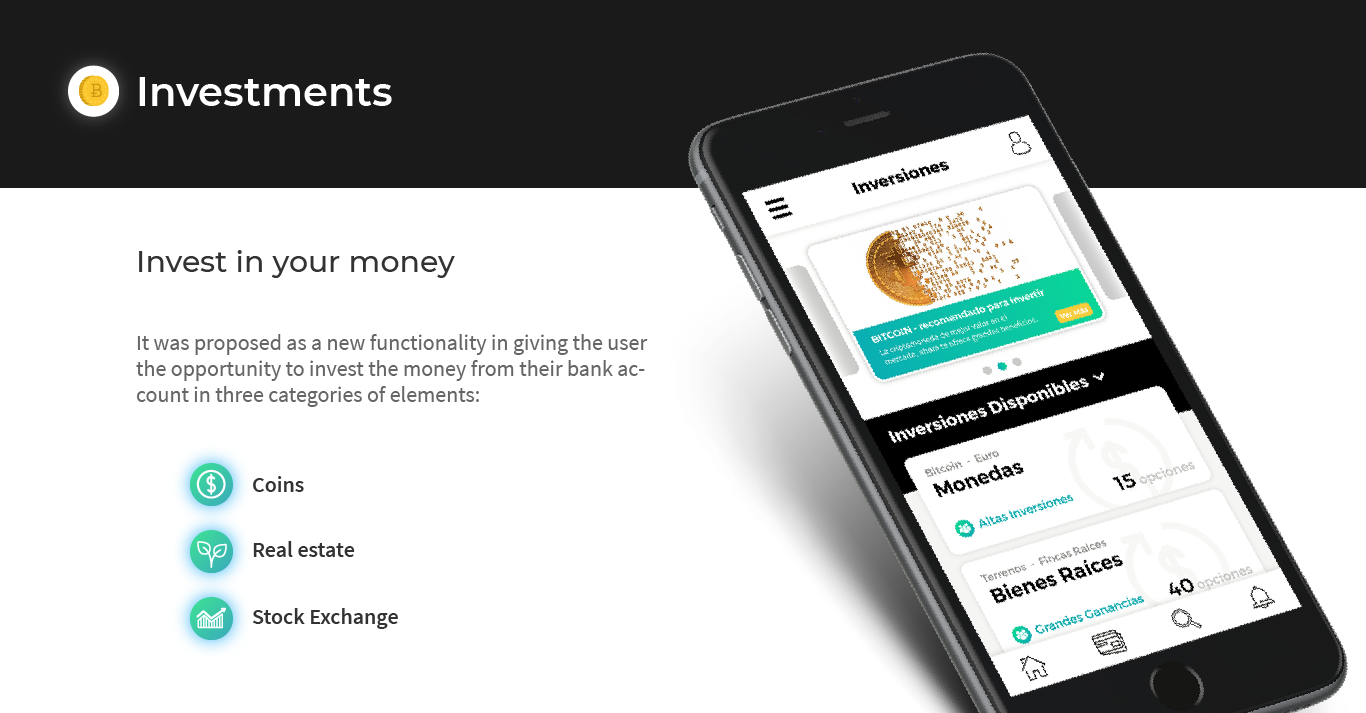 Investments
Invest in your money
It was proposed as a new functionality in giving the user
the opportunity to invest the money from their bank ac-
count in three categories of elements:
Coins
Real estate
Stock Exchange
Inversiones
BITCOIN - recomendado para invertir
La criptomoneda de mejor valor en el
mercado, ahora te ofrece grandes beneficios.
Ver más
Inversiones Disponibles
Bitcoin - Euro
Monedas
Altas Inversiones
15 opciones
Terrenos - Fincas Raices
Bienes Raices
Grandes Ganancias
40 opciones